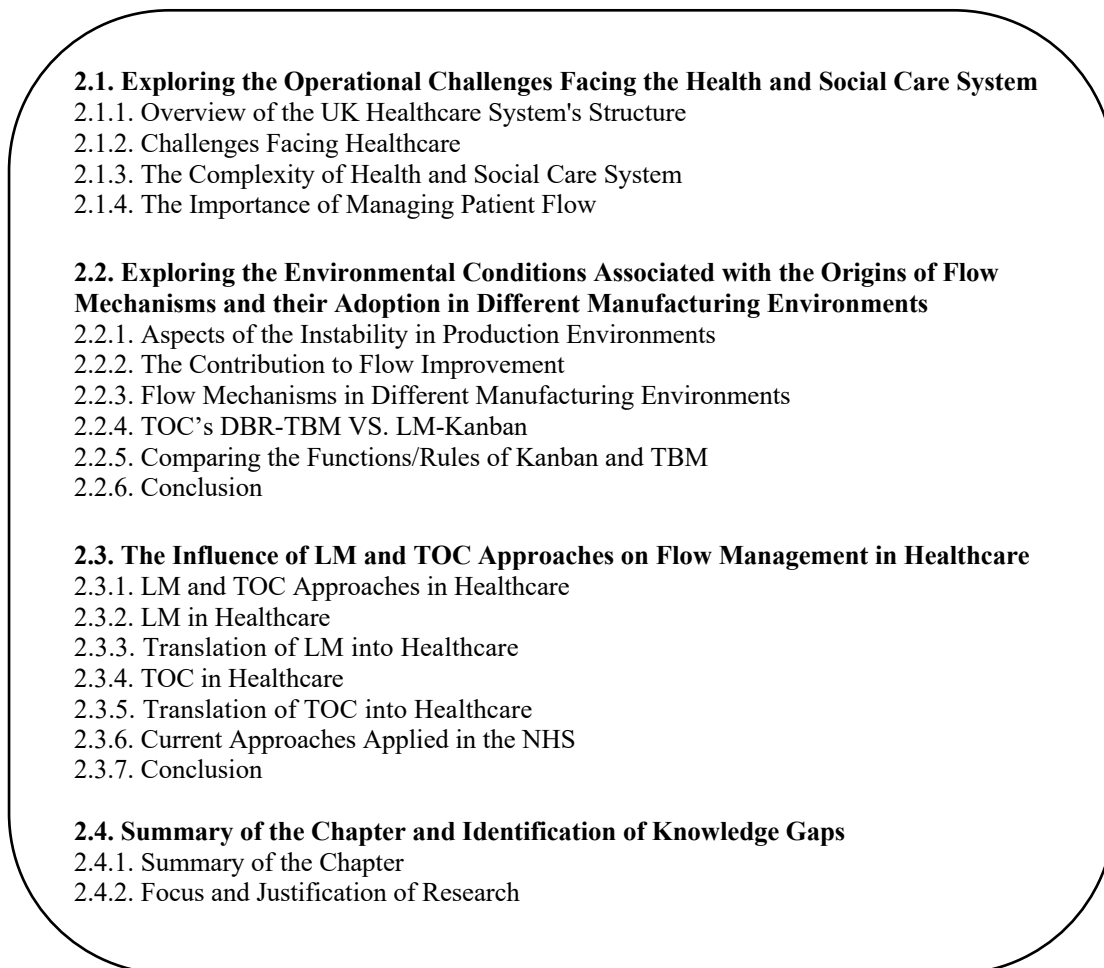 2.1. Exploring the Operational Challenges Facing the Health and Social Care System
2.1.1. Overview of the UK Healthcare System's Structure
2.1.2. Challenges Facing Healthcare
2.1.3. The Complexity of Health and Social Care System
2.1.4. The Importance of Managing Patient Flow
2.2. Exploring the Environmental Conditions Associated with the Origins of Flow
Mechanisms and their Adoption in Different Manufacturing Environments
2.2.1. Aspects of the Instability in Production Environments
2.2.2. The Contribution to Flow Improvement
2.2.3. Flow Mechanisms in Different Manufacturing Environments
2.2.4. TOC’s DBR-TBM VS. LM-Kanban
2.2.5. Comparing the Functions/Rules of Kanban and TBM
2.2.6. Conclusion
2.3. The Influence of LM and TOC Approaches on Flow Management in Healthcare
2.3.1. LM and TOC Approaches in Healthcare
2.3.2. LM in Healthcare
2.3.3. Translation of LM into Healthcare
2.3.4. TOC in Healthcare
2.3.5. Translation of TOC into Healthcare
2.3.6. Current Approaches Applied in the NHS
2.3.7. Conclusion
2.4. Summary of the Chapter and Identification of Knowledge Gaps
2.4.1. Summary of the Chapter
2.4.2. Focus and Justification of Research